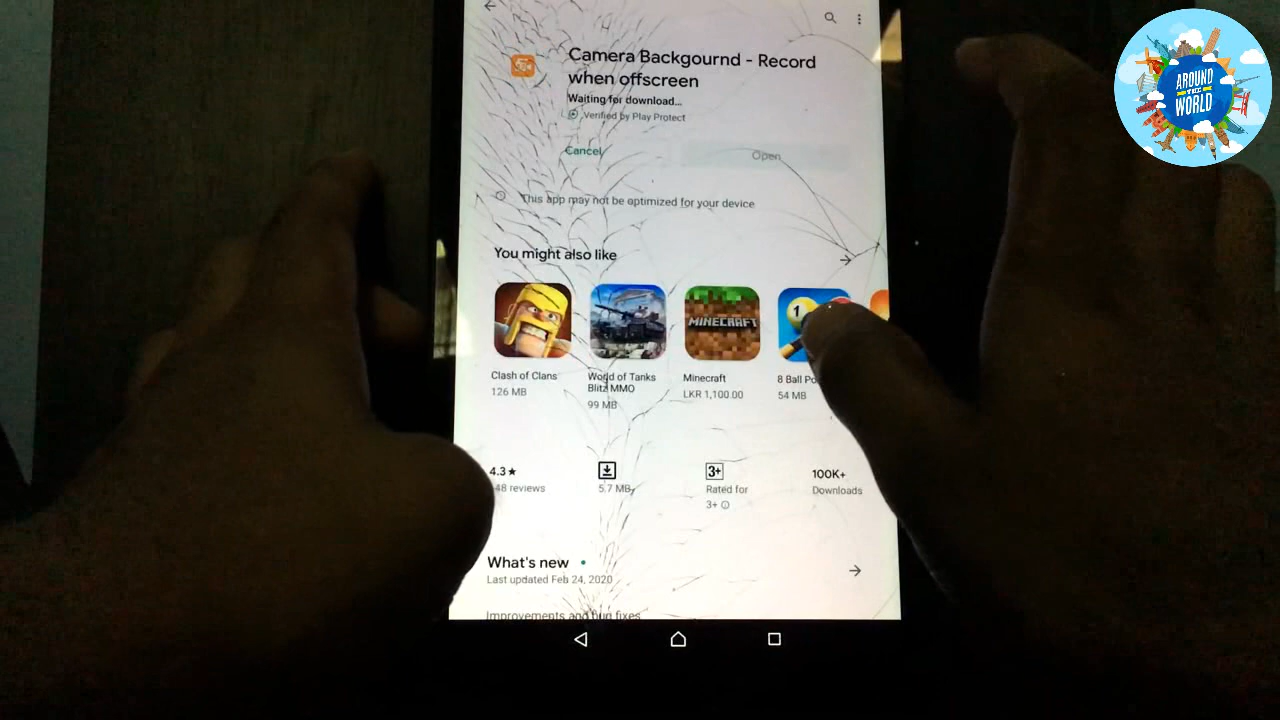 AROUND
THE
WORLD
Camera Backgournd - Record
when offscreen
Waiting for download...
Verified by Play Protect
Cancel
Open
This app may not be optimized for your device
You might also like
MINECRAFT
1
Clash of Clans
126 MB
World of Tanks
Blitz MMO
99 MB
Minecraft
LKR 1,100.00
8 Ball
54 MB
4.3★
48 reviews
5.7 MB
3+
Rated for
3+
100K+
Downloads
What's new
Last updated Feb 24, 2020
Improvements and bug fixes